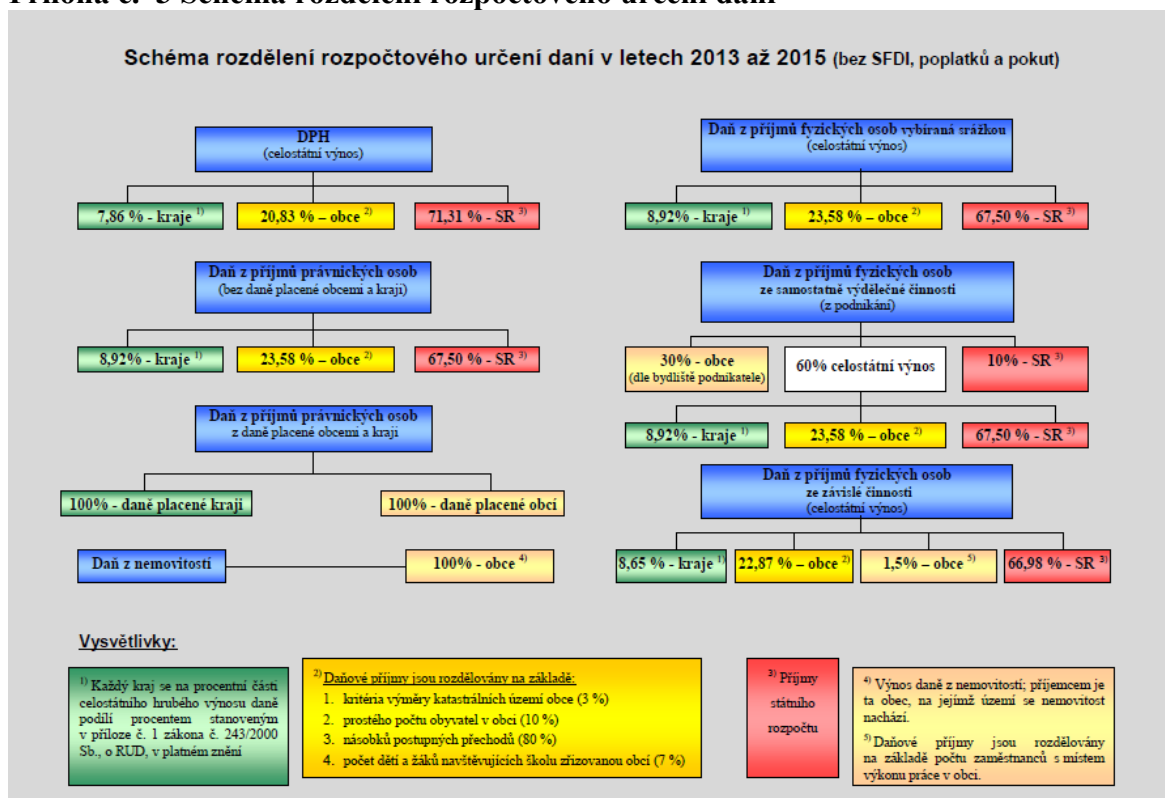 Příloha č. 3 Schéma rozdělení rozpočtového určení daní
Schéma rozdělení rozpočtového určení daní v letech 2013 až 2015 (bez SFDI, poplatků a pokut)
DPH
(celostátní výnos)
7,86 % - kraje 1)
20,83 % – obce 2)
71,31 % - SR 3)
Daň z příjmů právnických osob
(bez daně placené obcemi a kraji)
8,92% - kraje 1)
23,58 % – obce 2)
67,50 % - SR 3)
Daň z příjmů právnických osob
z daně placené obcemi a kraji
100% - daně placené kraji
100% - daně placené obcí
Daň z nemovitostí
100% - obce 4)
Daň z příjmů fyzických osob vybíraná srážkou
(celostátní výnos)
8,92% - kraje 1)
23,58 % – obce 2)
67,50 % - SR 3)
Daň z příjmů fyzických osob
ze samostatně výdělečné činnosti
(z podnikání)
30% - obce
(dle bydliště podnikatele)
60% celostátní výnos
10% - SR 3)
8,92% - kraje 1)
23,58 % – obce 2)
67,50 % - SR 3)
Daň z příjmů fyzických osob
ze závislé činnosti
(celostátní výnos)
8,65 % - kraje 1)
22,87 % – obce 2)
1,5% – obce 5)
66,98 % - SR 3)
Vysvětlivky:
1) Každý kraj se na procentní části
celostátního hrubého výnosu daně
podílí procentem stanoveným
v příloze č. 1 zákona č. 243/2000
Sb., o RUD, v platném znění
2) Daňové příjmy jsou rozdělovány na základě:
1. kritéria výměry katastrálních území obce (3 %)
2. prostého počtu obyvatel v obci (10 %)
3. násobků postupných přechodů (80 %)
4. počet dětí a žáků navštěvujících školu zřizovanou obcí (7 %)
3) Příjmy
státního
rozpočtu
4) Výnos daně z nemovitostí; příjemcem je
ta obec, na jejímž území se nemovitost
nachází.
5) Daňové příjmy jsou rozdělovány
na základě počtu zaměstnanců s místem
výkonu práce v obci.